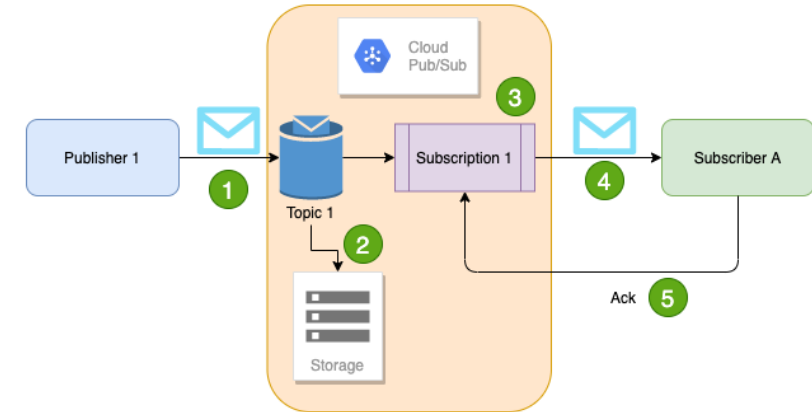 Cloud
Pub/Sub
3
Publisher 1
Subscription 1
Subscriber A
1
4
Topic 1
2
Ack
5
Storage